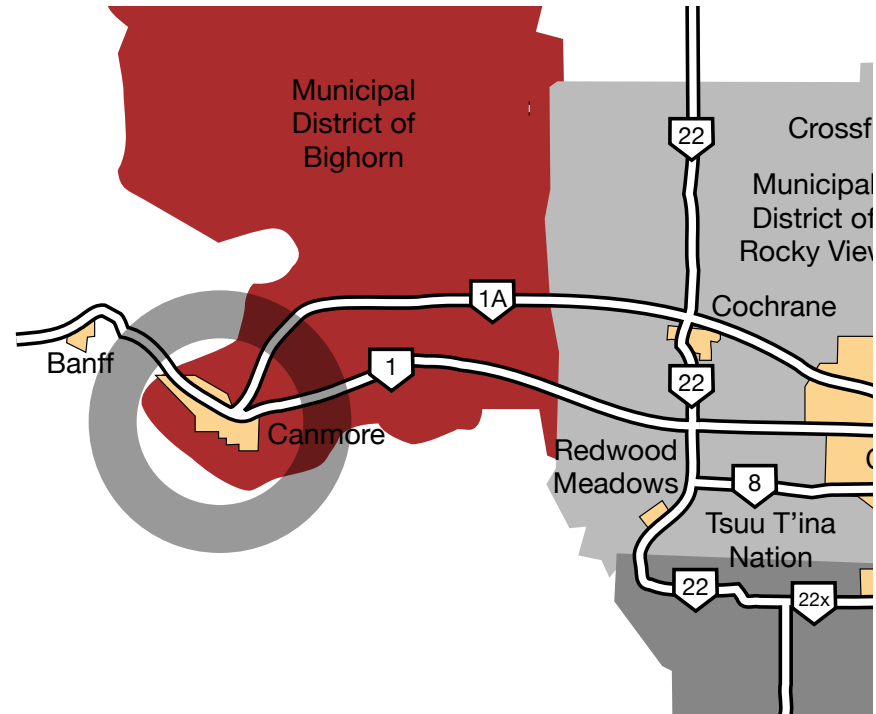 Municipal
District of
Bighorn
22
Crossf
Municipal
District of
Rocky View
1A
Cochrane
Banff
1
22
Canmore
Redwood
Meadows
8
C
Tsuu T'ina
Nation
22
22x